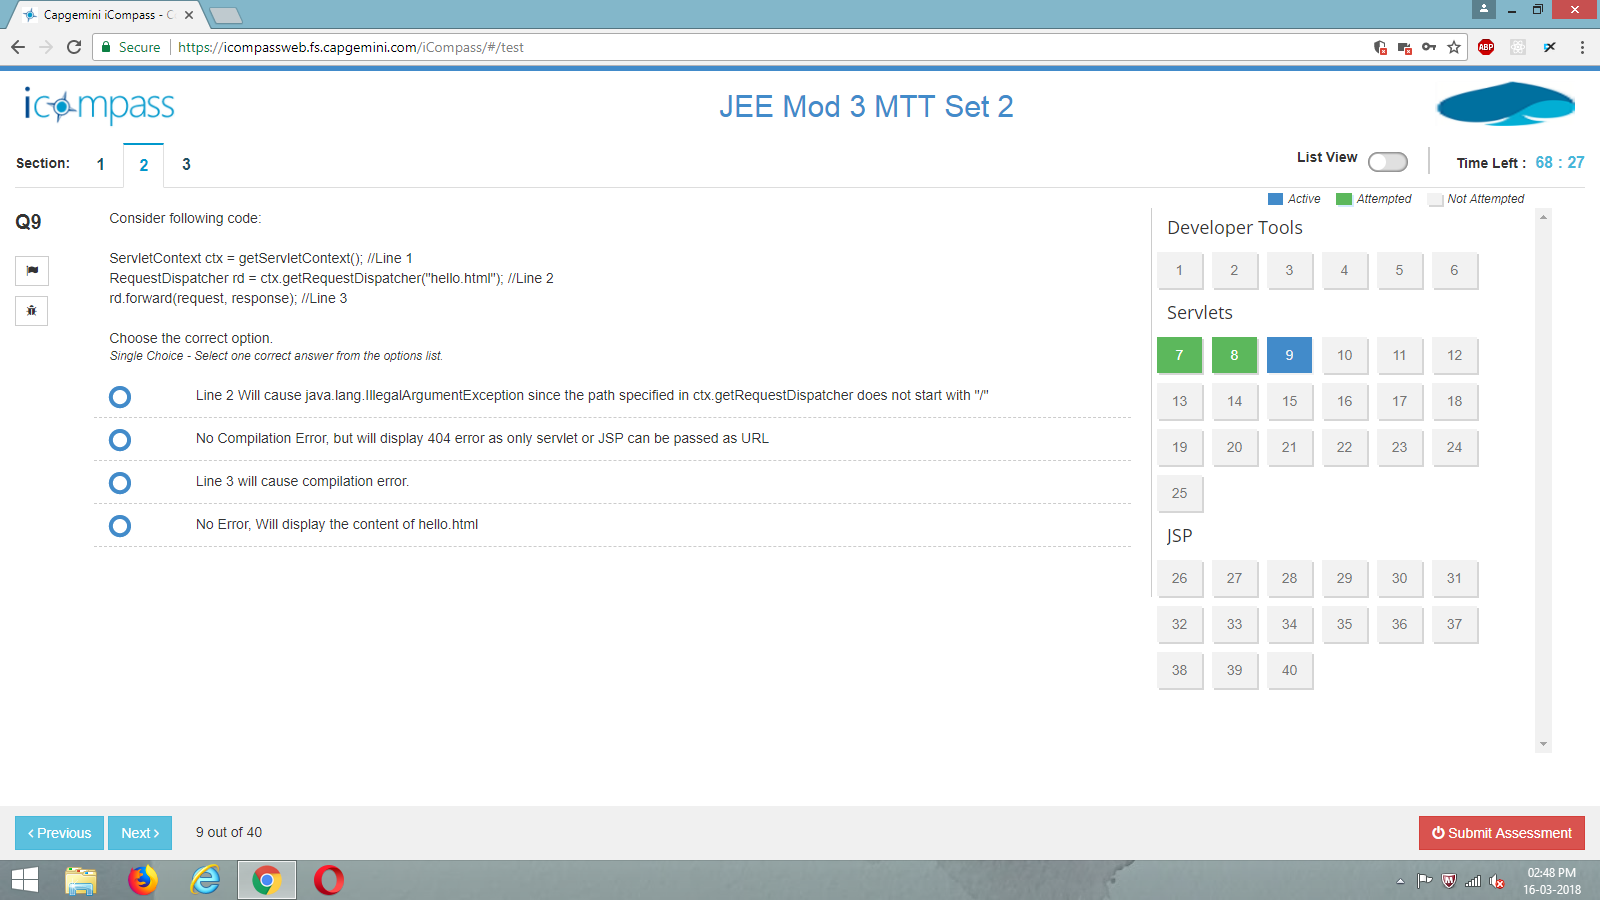 Capgemini iCompass - C
Secure https://icompassweb.fs.capgemini.com/iCompass/#/test
ABP
icompass
JEE Mod 3 MTT Set 2
Section: 1 2 3
List View
Time Left : 68 : 27
Active Attempted Not Attempted
Q9
Consider following code:
ServletContext ctx = getServletContext(); //Line 1
RequestDispatcher rd = ctx.getRequestDispatcher("hello.html"); //Line 2
rd.forward(request, response); //Line 3
Choose the correct option.
Single Choice - Select one correct answer from the options list.
Line 2 Will cause java.lang.IllegalArgumentException since the path specified in ctx.getRequestDispatcher does not start with "/"
No Compilation Error, but will display 404 error as only servlet or JSP can be passed as URL
Line 3 will cause compilation error.
No Error, Will display the content of hello.html
Developer Tools
1 2 3 4 5 6
Servlets
7 8 9 10 11 12
13 14 15 16 17 18
19 20 21 22 23 24
25
JSP
26 27 28 29 30 31
32 33 34 35 36 37
38 39 40
Previous Next 9 out of 40
Submit Assessment
02:48 PM
16-03-2018